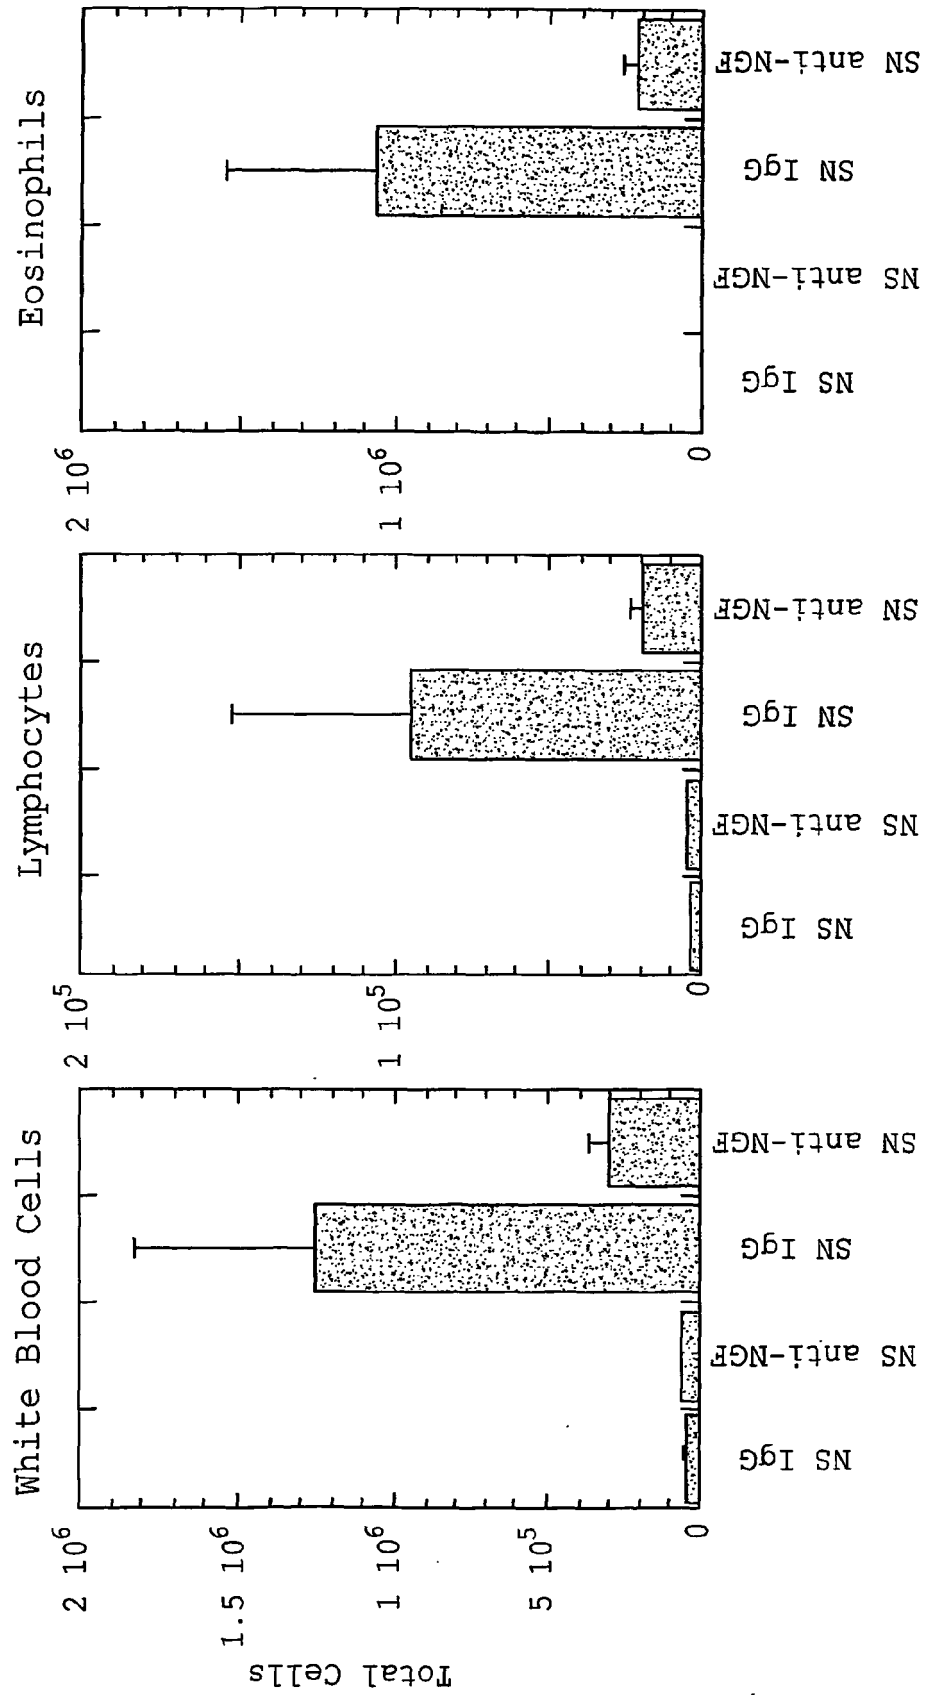 White Blood Cells
Total Cells
2 10⁶
1.5 10⁶
1 10⁶
5 10⁵
0
NS IgG
NS anti-NGF
SN IgG
SN anti-NGF
Lymphocytes
2 10⁵
1 10⁵
0
NS IgG
NS anti-NGF
SN IgG
SN anti-NGF
Eosinophils
2 10⁶
1 10⁶
0
NS IgG
NS anti-NGF
SN IgG
SN anti-NGF